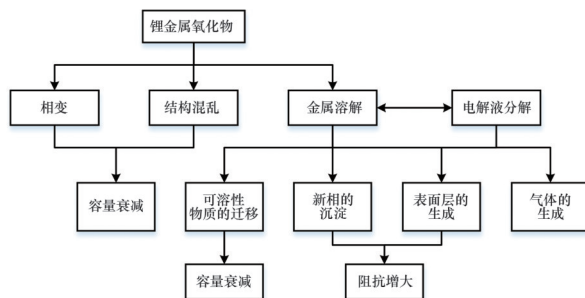 锂金属氧化物
相变
结构混乱
金属溶解
电解液分解
容量衰减
可溶性
物质的迁移
新相的
沉淀
表面层的
生成
气体的
生成
容量衰减
阻抗增大